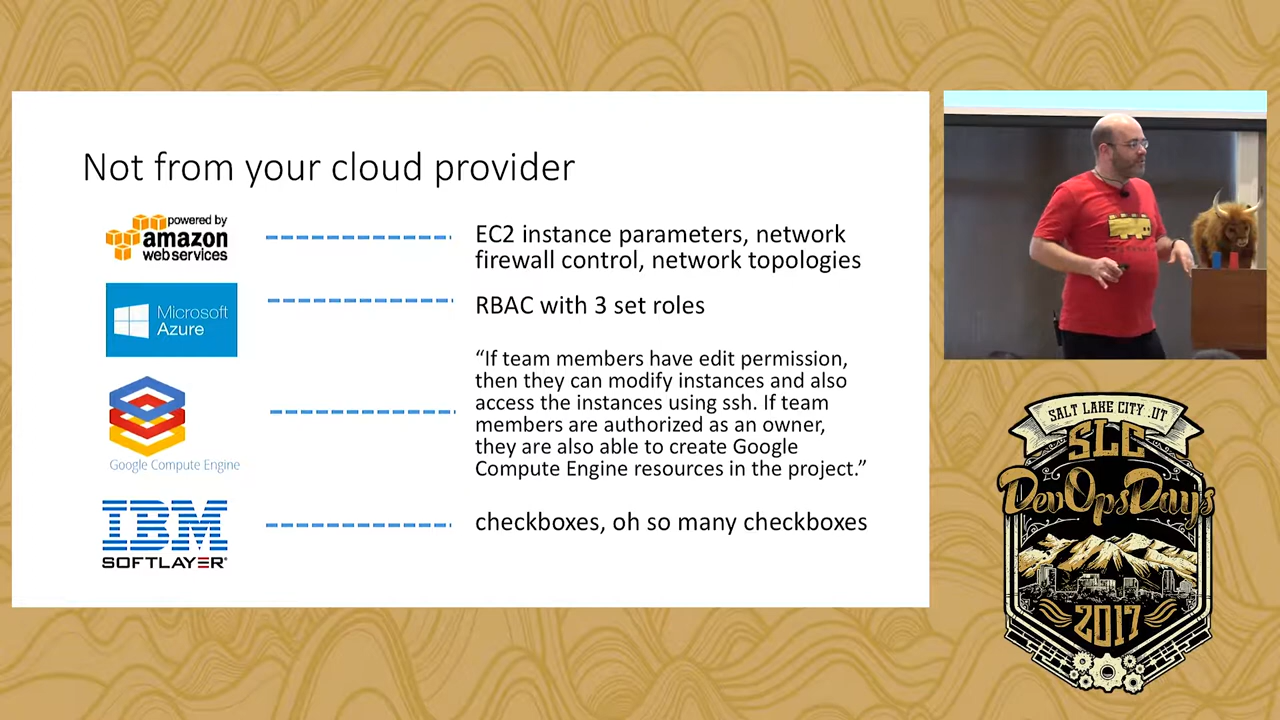 Not from your cloud provider
powered by
amazon
webservices
EC2 instance parameters, network
firewall control, network topologies
Microsoft
Azure
RBAC with 3 set roles
Google Compute Engine
“If team members have edit permission,
then they can modify instances and also
access the instances using ssh. If team
members are authorized as an owner,
they are also able to create Google
Compute Engine resources in the project.”
IBM
SOFTLAYER®
checkboxes, oh so many checkboxes
SALT LAKE CITY .UT
SLC
DevOpsDays
2017